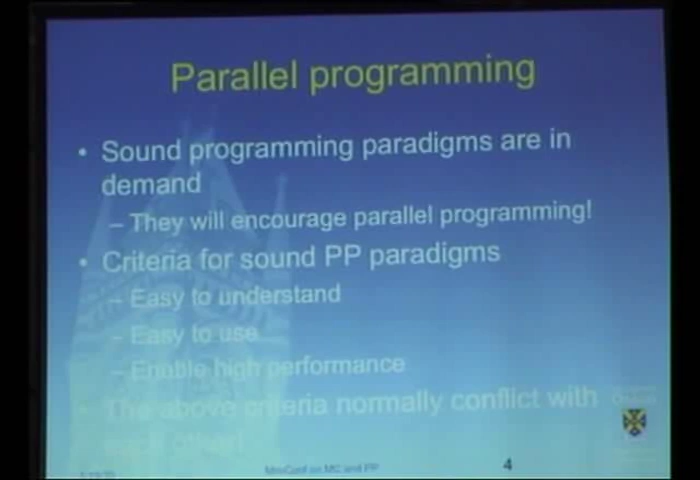 Parallel programming
• Sound programming paradigms are in
demand
– They will encourage parallel programming!
• Criteria for sound PP paradigms
– Easy to understand
– Easy to use
– Enable high performance
• The above criteria normally conflict with
each other!
MiniConf on MC and PP
4